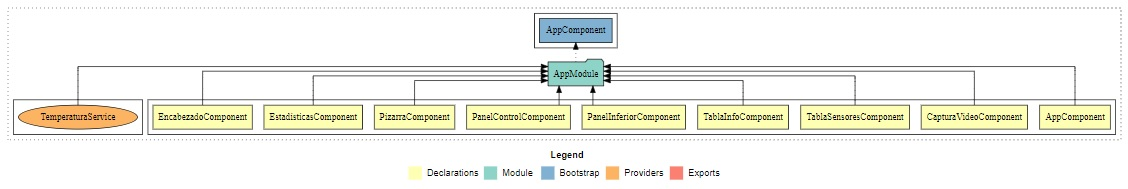 AppComponent
AppModule
TemperaturaService
EncabezadoComponent
EstadisticasComponent
PizarraComponent
PanelControlComponent
PanelInferiorComponent
TablaInfoComponent
TablaSensoresComponent
CapturaVideoComponent
AppComponent
Legend
Declarations Module Bootstrap Providers Exports